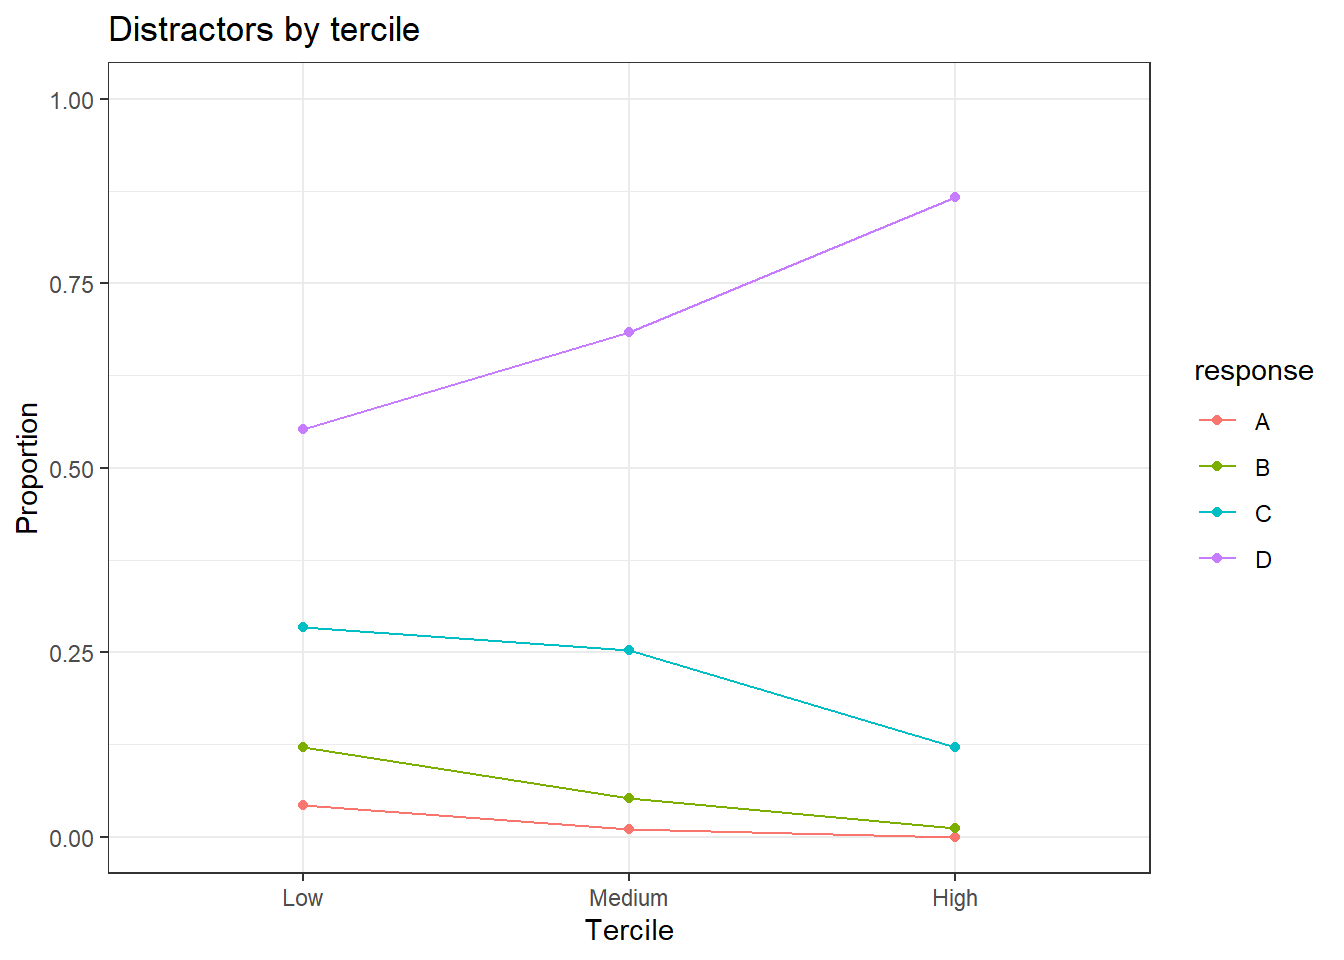 Distractors by tercile
1.00
0.75
0.50
0.25
0.00
Proportion
Low Medium High
Tercile
response
A
B
C
D